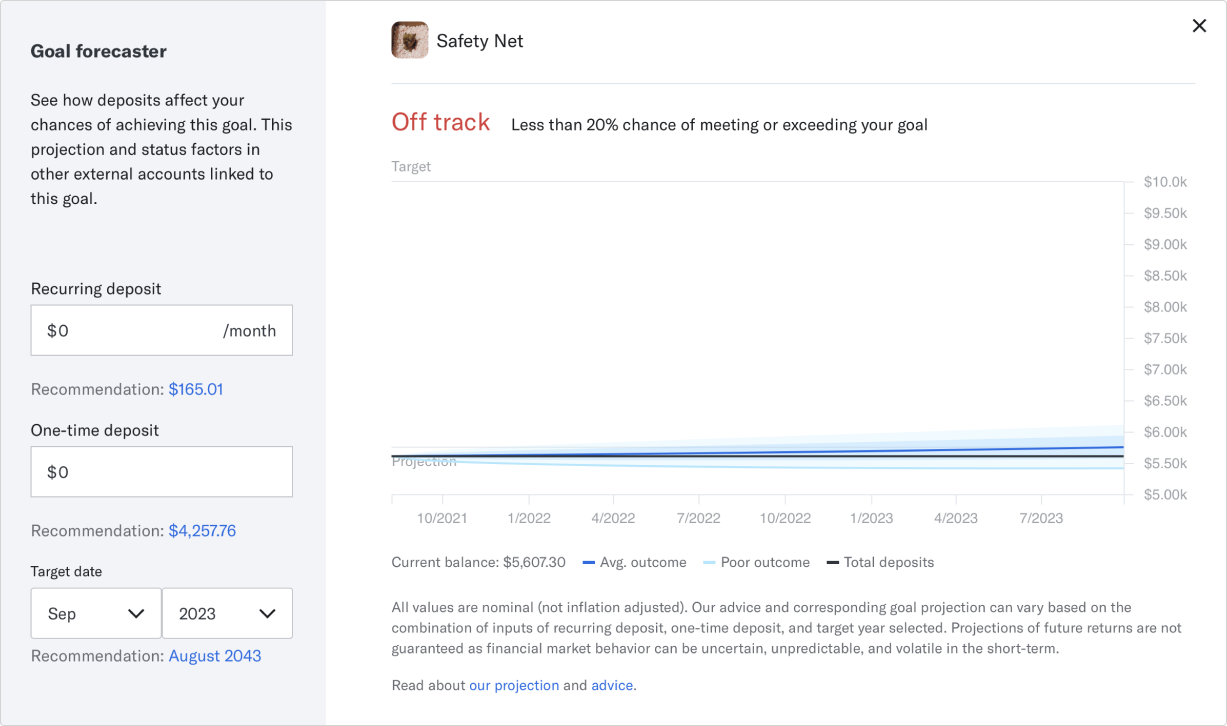 Goal forecaster
See how deposits affect your
chances of achieving this goal. This
projection and status factors in
other external accounts linked to
this goal.
Recurring deposit
$0 /month
Recommendation: $165.01
One-time deposit
$0
Recommendation: $4,257.76
Target date
Sep 2023
Recommendation: August 2043
Safety Net
Off track Less than 20% chance of meeting or exceeding your goal
Target
$10.0k
$9.50k
$9.00k
$8.50k
$8.00k
$7.50k
$7.00k
$6.50k
$6.00k
$5.50k
$5.00k
Projection
10/2021 1/2022 4/2022 7/2022 10/2022 1/2023 4/2023 7/2023
Current balance: $5,607.30 Avg. outcome Poor outcome Total deposits
All values are nominal (not inflation adjusted). Our advice and corresponding goal projection can vary based on the
combination of inputs of recurring deposit, one-time deposit, and target year selected. Projections of future returns are not
guaranteed as financial market behavior can be uncertain, unpredictable, and volatile in the short-term.
Read about our projection and advice.